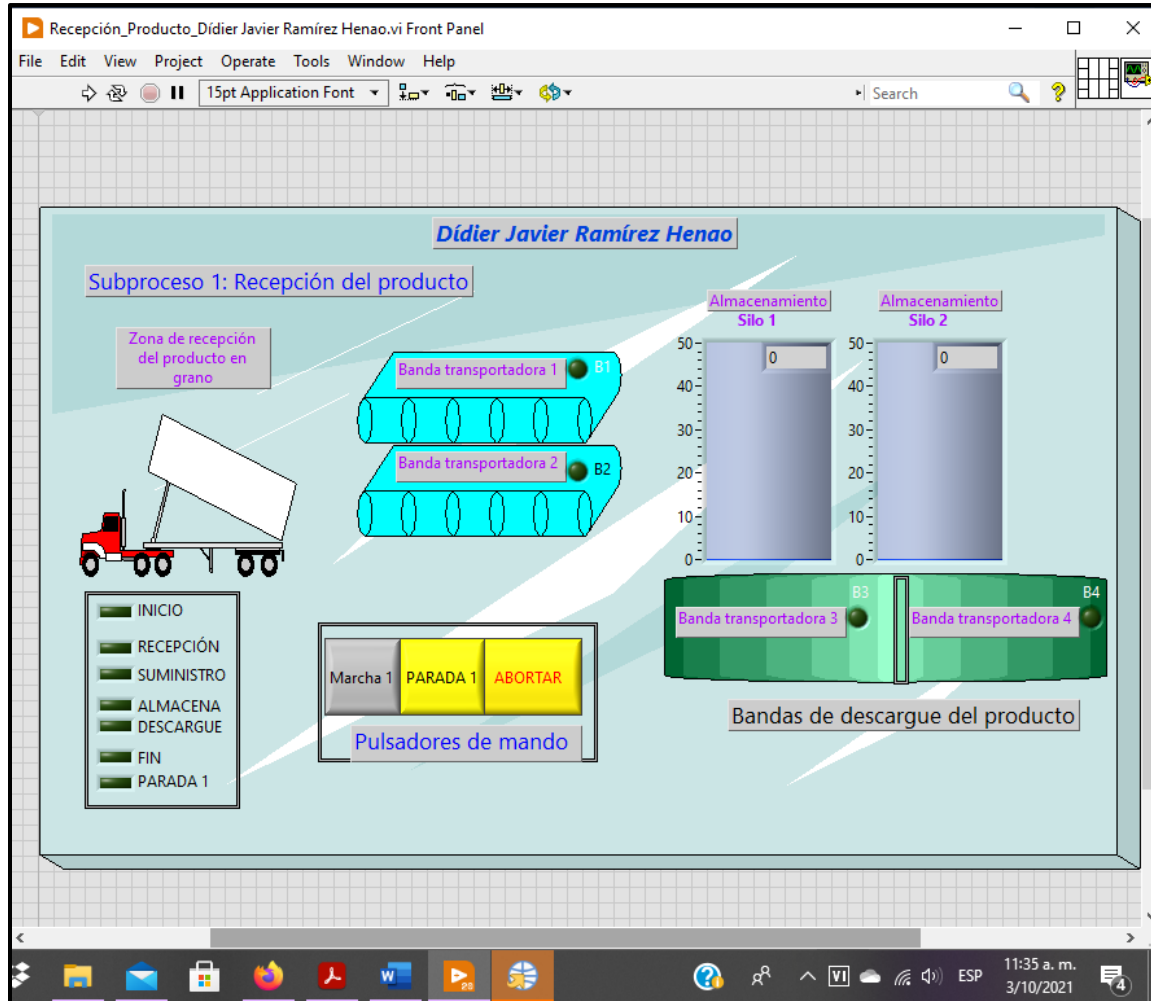 Recepción_Producto_Dídier Javier Ramírez Henao.vi Front Panel
File Edit View Project Operate Tools Window Help
15pt Application Font
Search
Dídier Javier Ramírez Henao
Subproceso 1: Recepción del producto
Zona de recepción
del producto en
grano
Banda transportadora 1
B1
Banda transportadora 2
B2
Almacenamiento
Silo 1
50
40
30
20
10
0
0
Almacenamiento
Silo 2
50
40
30
20
10
0
0
Banda transportadora 3
B3
Banda transportadora 4
B4
Bandas de descargue del producto
INICIO
RECEPCIÓN
SUMINISTRO
ALMACENA
DESCARGUE
FIN
PARADA 1
Marcha 1
PARADA 1
ABORTAR
Pulsadores de mando
20
VI
ESP
11:35 a. m.
3/10/2021
4